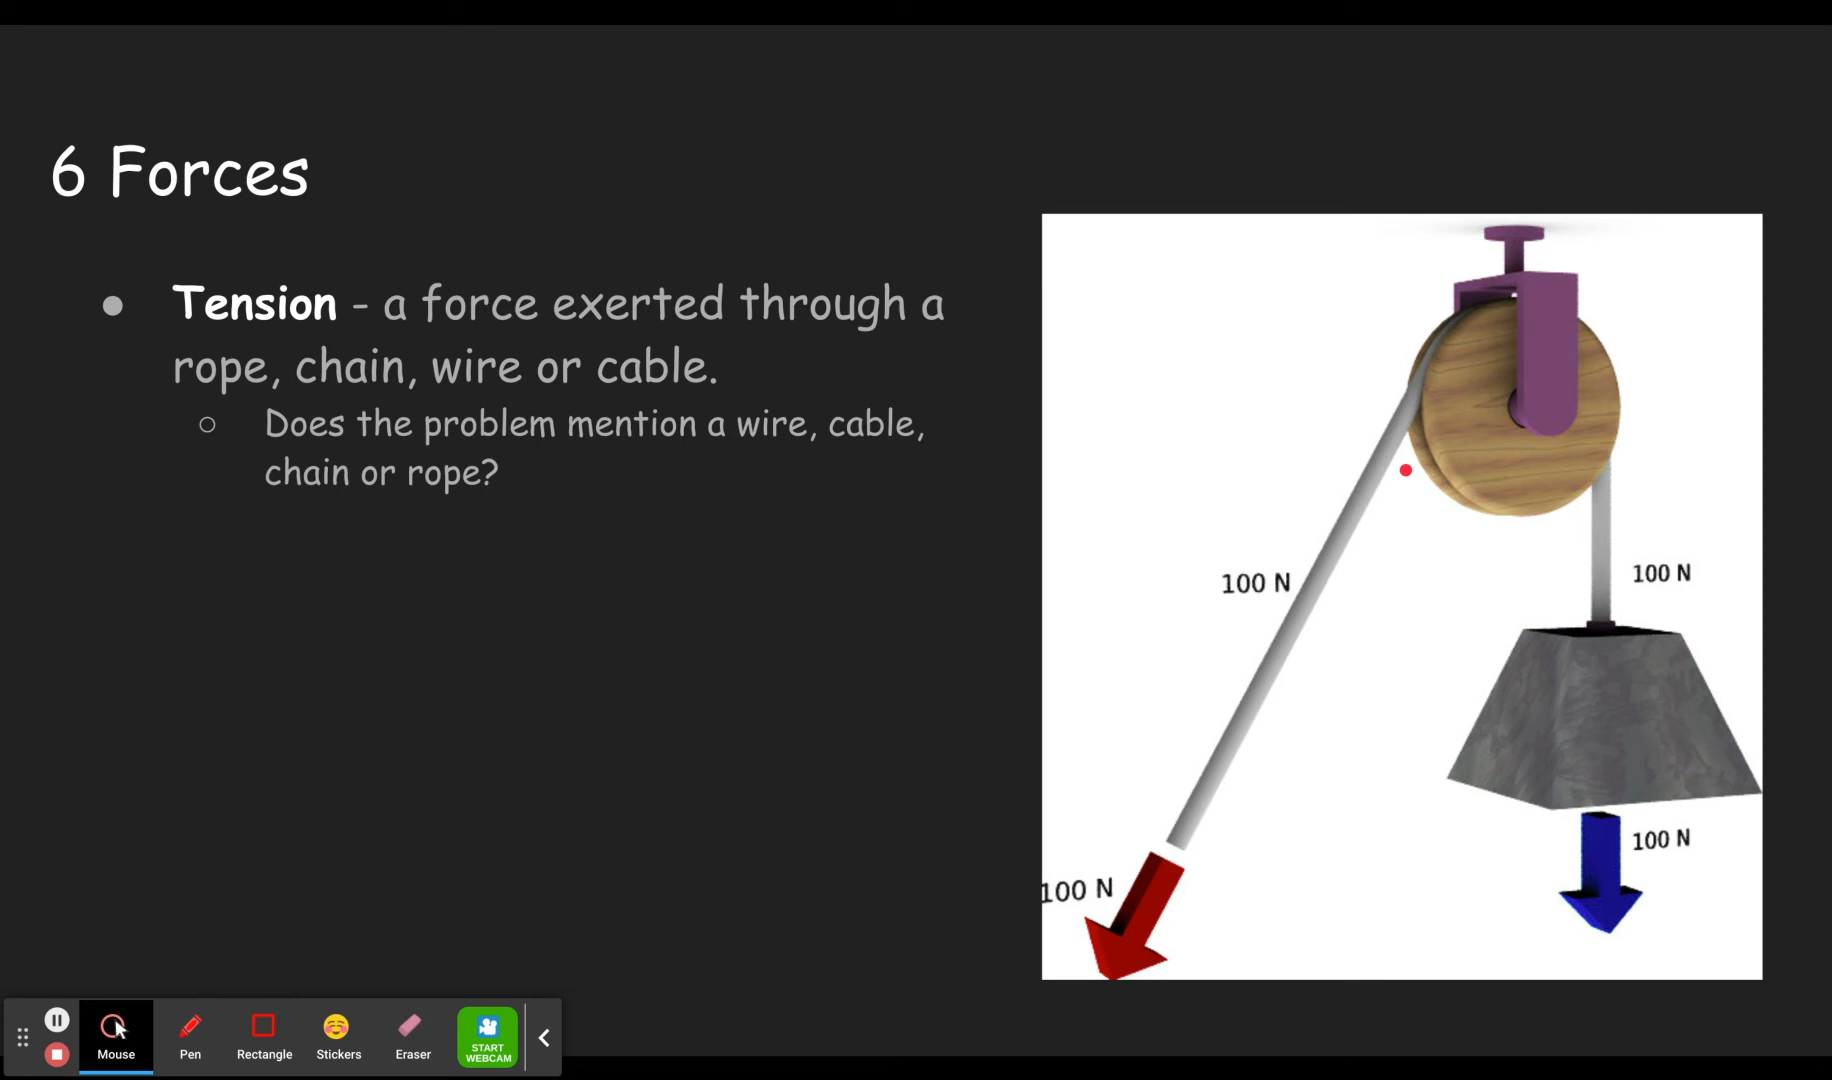 6 Forces
● Tension - a force exerted through a
rope, chain, wire or cable.
○ Does the problem mention a wire, cable,
chain or rope?
100 N
100 N
100 N
100 N
Mouse
Pen
Rectangle
Stickers
Eraser
START
WEBCAM